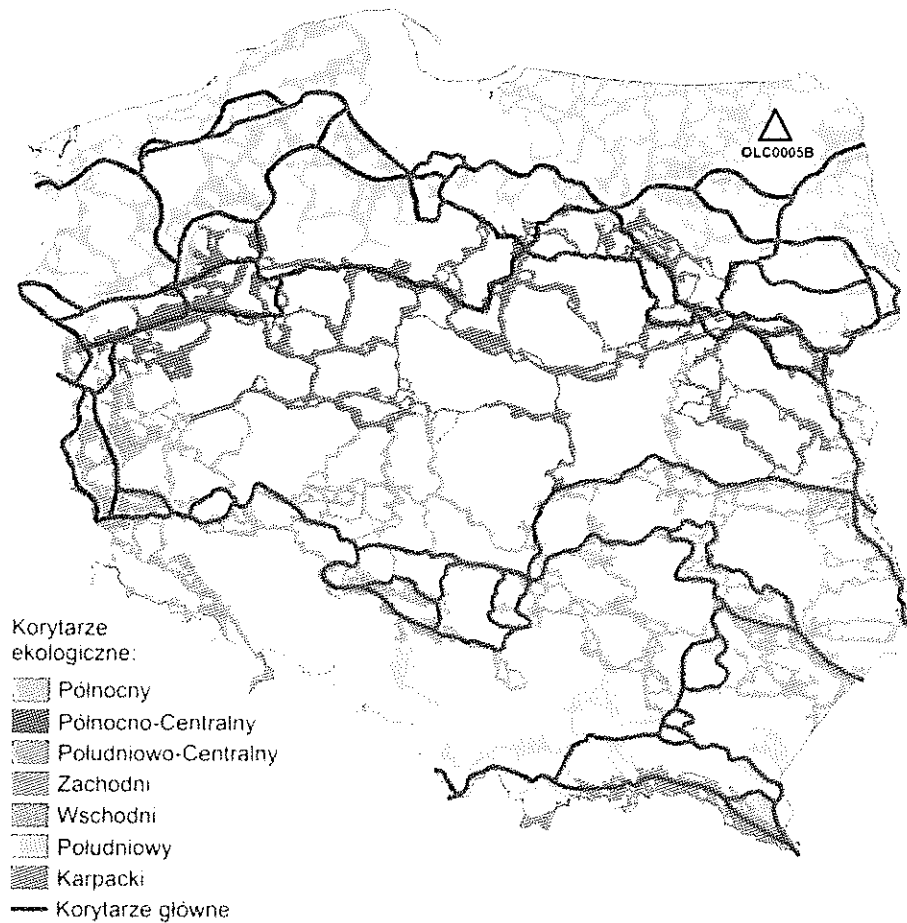 OLC0005B
Korytarze
ekologiczne:
Północny
Północno-Centralny
Południowo-Centralny
Zachodni
Wschodni
Południowy
Karpacki
Korytarze główne